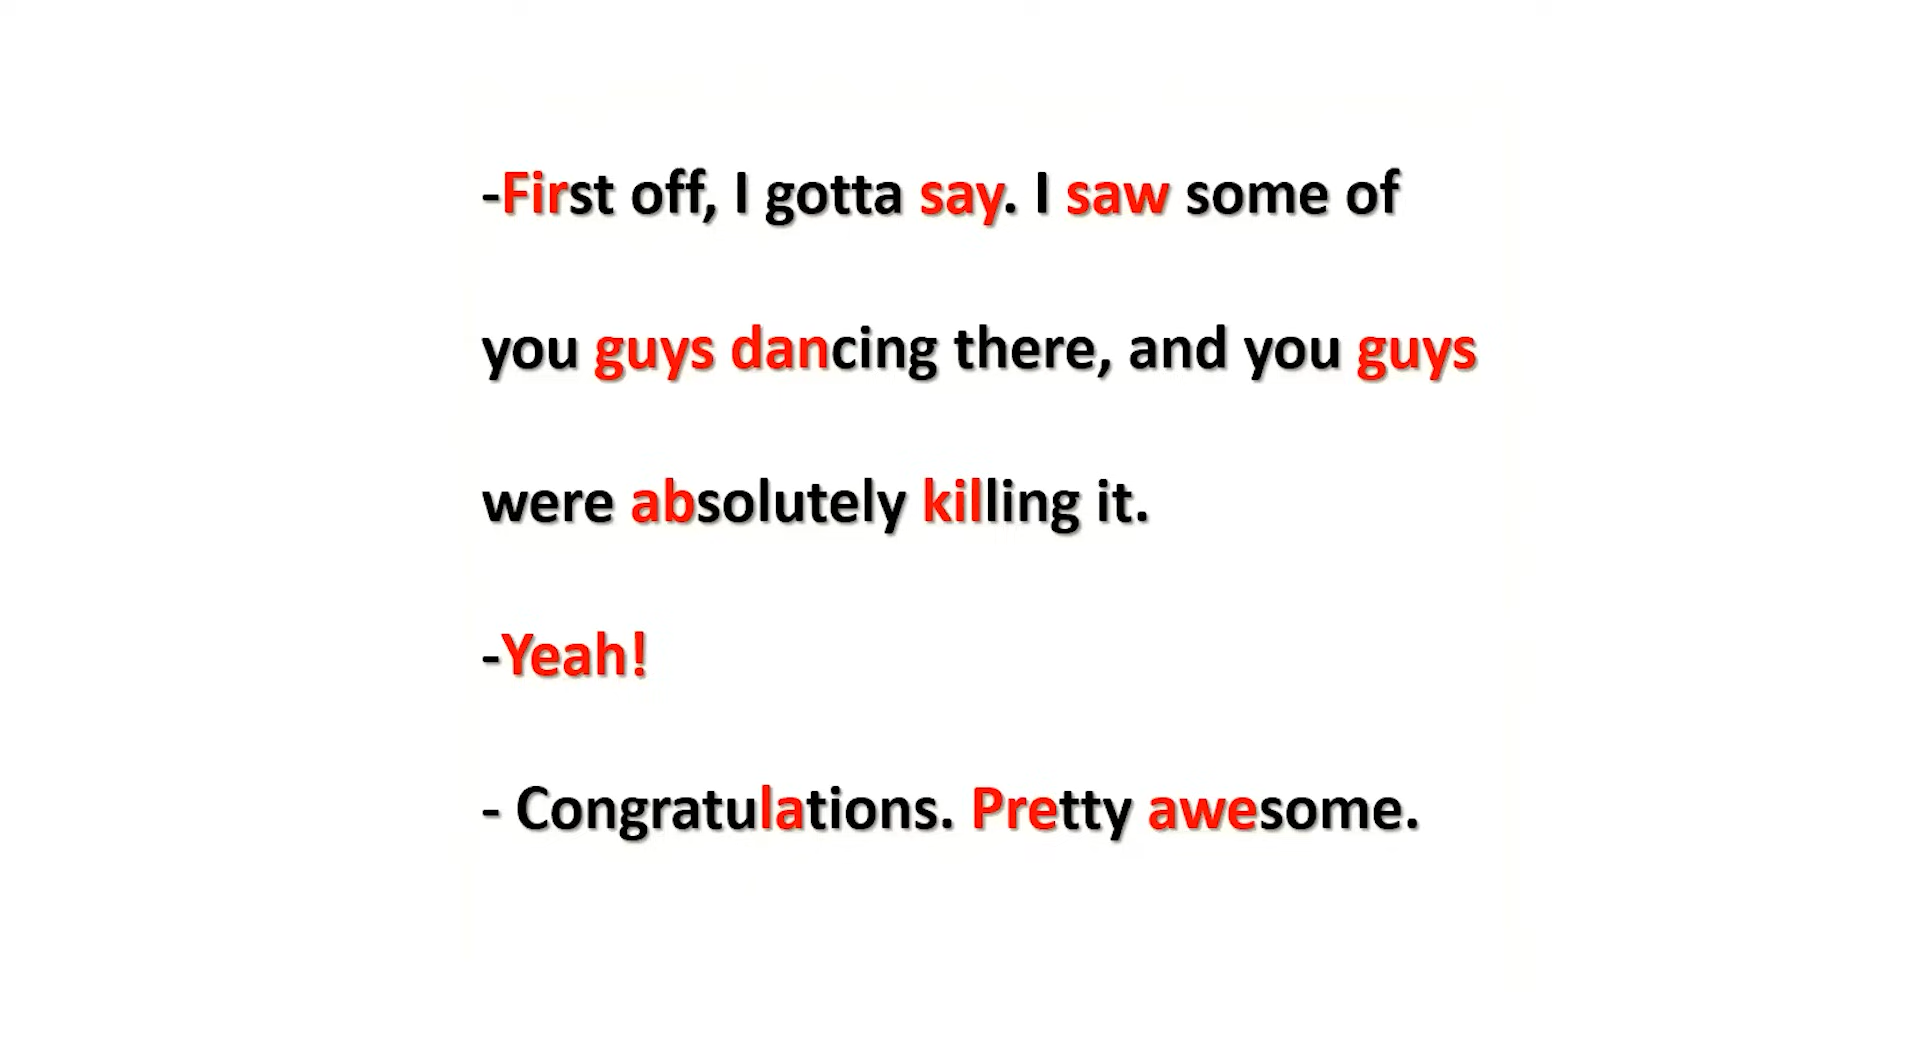 -First off, I gotta say. I saw some of
you guys dancing there, and you guys
were absolutely killing it.
-Yeah!
- Congratulations. Pretty awesome.